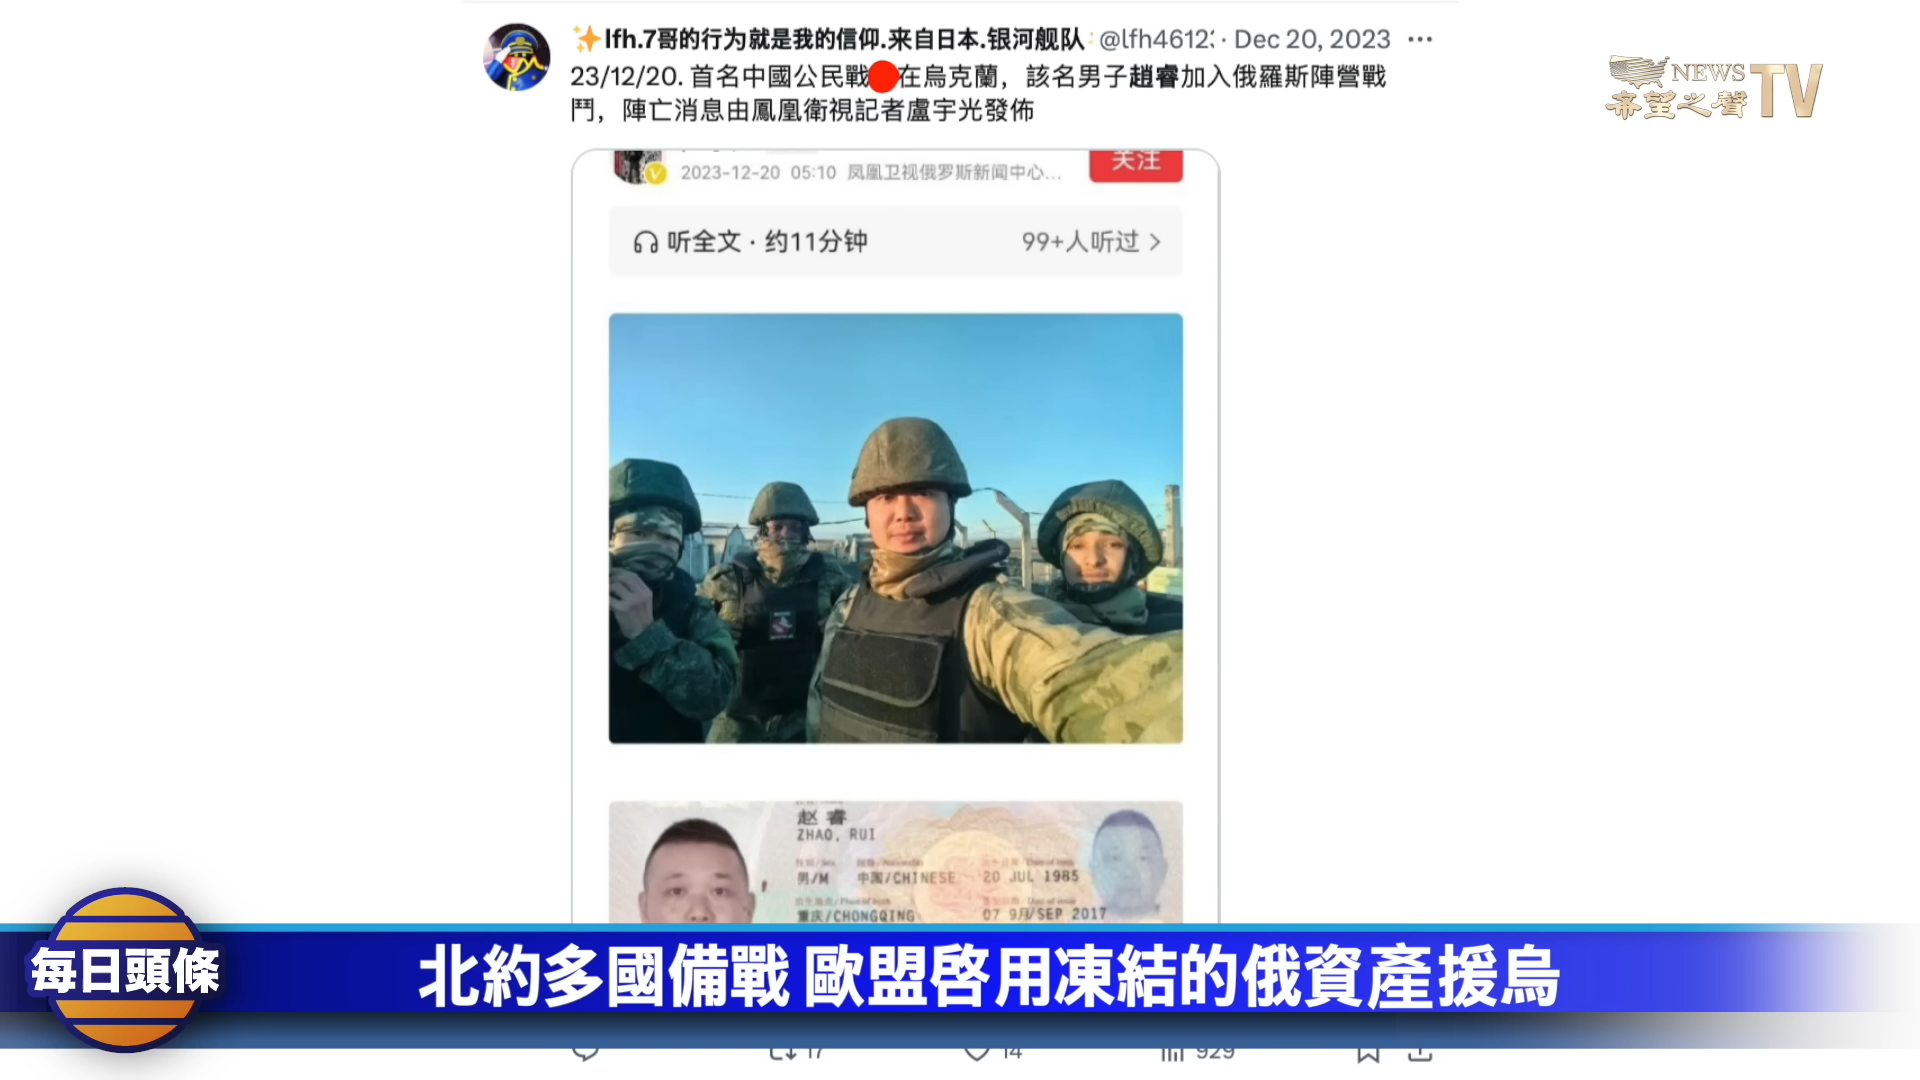 ✨lfh.7哥的行为就是我的信仰.来自日本.银河舰队 @lfh4612 · Dec 20, 2023 ···
23/12/20. 首名中國公民戰🔴在烏克蘭，該名男子趙睿加入俄羅斯陣營戰
鬥，陣亡消息由鳳凰衛視記者盧宇光發佈
NEWS
希望之聲TV
关注
2023-12-20 05:10 凤凰卫视俄罗斯新闻中心...
听全文 · 约11分钟
99+人听过 >
赵 睿
ZHAO, RUI
男/M 中国/CHINESE 20 JUL 1985
重庆/CHONGQING 07 9月/SEP 2017
每日頭條
北約多國備戰 歐盟啓用凍結的俄資產援烏
17 14 929